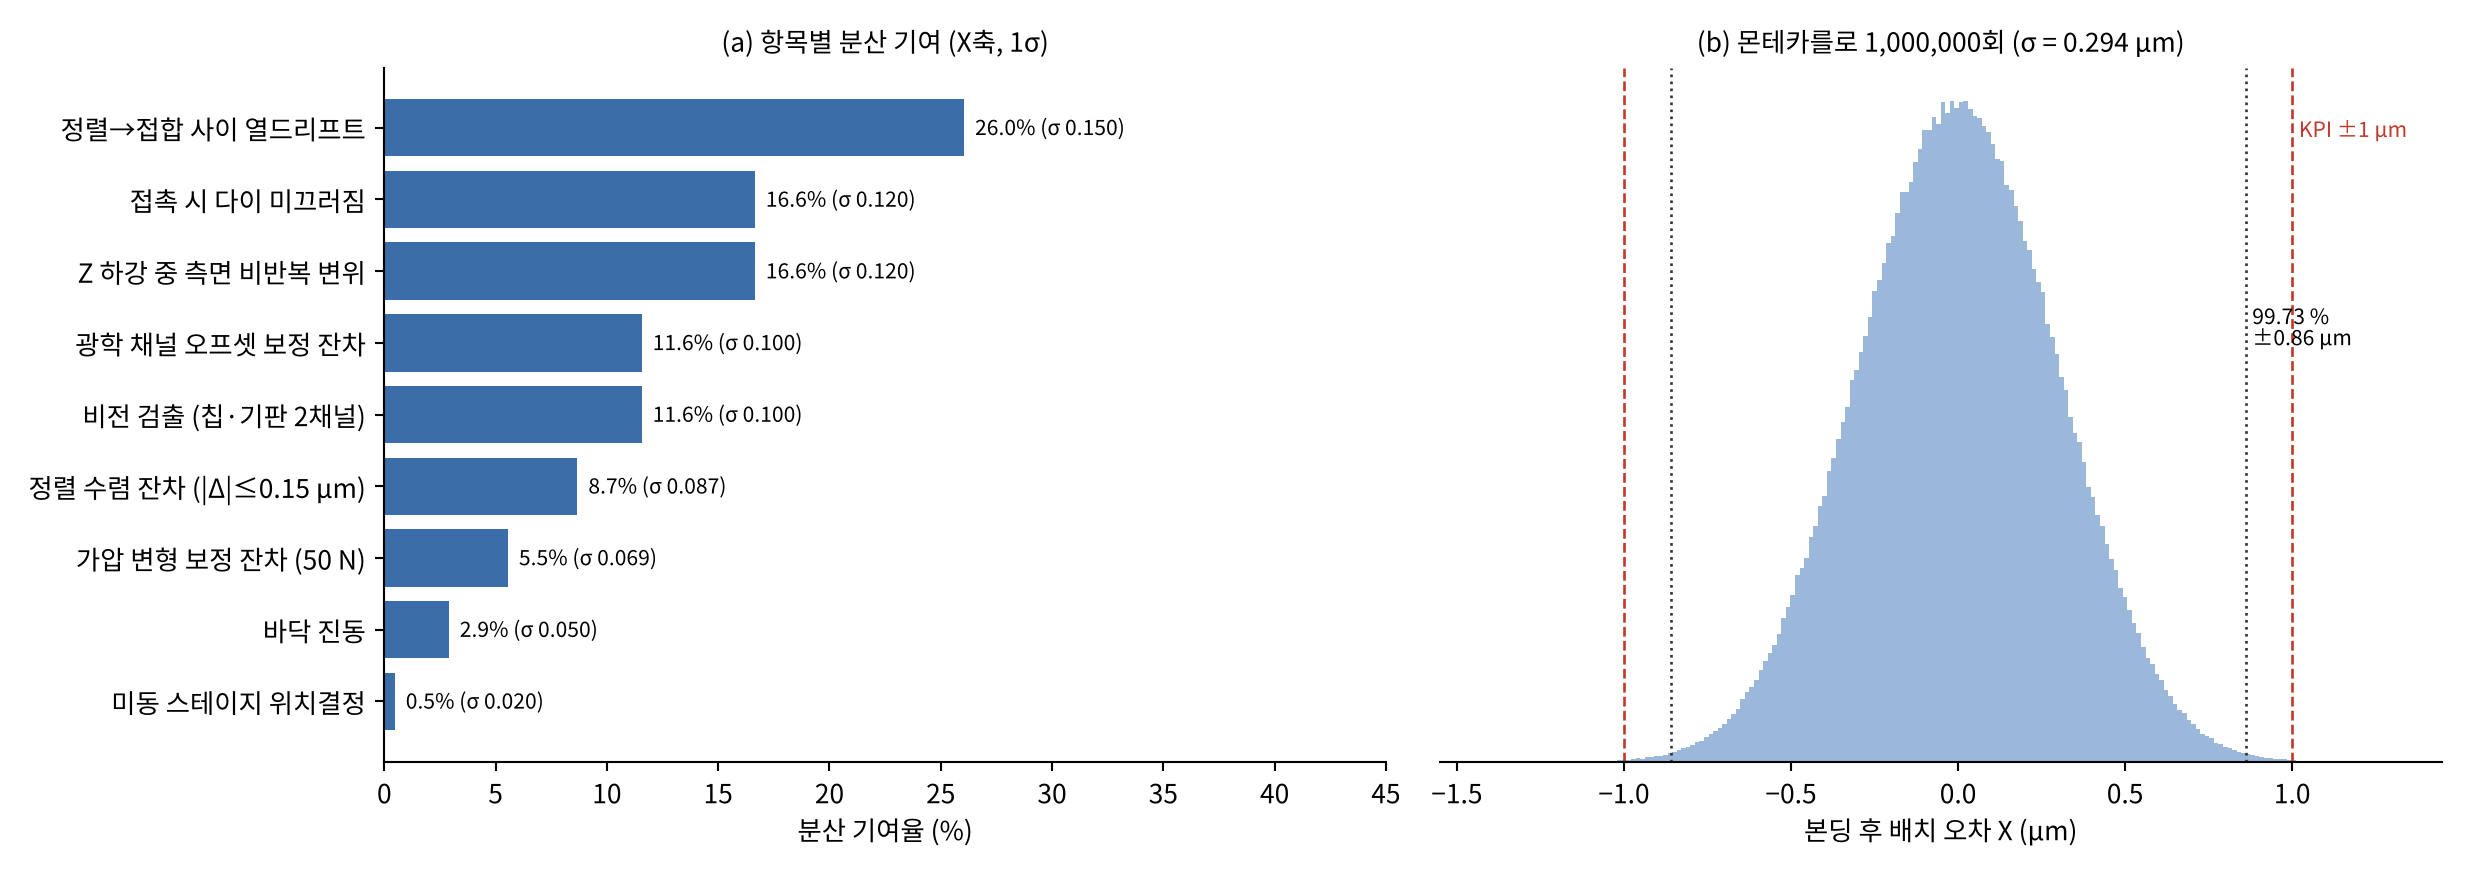 (a) 항목별 분산 기여 (X축, 1σ)
정렬→접합 사이 열드리프트
26.0% (σ 0.150)
접촉 시 다이 미끄러짐
16.6% (σ 0.120)
Z 하강 중 측면 비반복 변위
16.6% (σ 0.120)
광학 채널 오프셋 보정 잔차
11.6% (σ 0.100)
비전 검출 (칩·기판 2채널)
11.6% (σ 0.100)
정렬 수렴 잔차 (|Δ|≤0.15 µm)
8.7% (σ 0.087)
가압 변형 보정 잔차 (50 N)
5.5% (σ 0.069)
바닥 진동
2.9% (σ 0.050)
미동 스테이지 위치결정
0.5% (σ 0.020)
0 5 10 15 20 25 30 35 40 45
분산 기여율 (%)
(b) 몬테카를로 1,000,000회 (σ = 0.294 µm)
KPI ±1 µm
99.73 %
±0.86 µm
−1.5 −1.0 −0.5 0.0 0.5 1.0
본딩 후 배치 오차 X (µm)